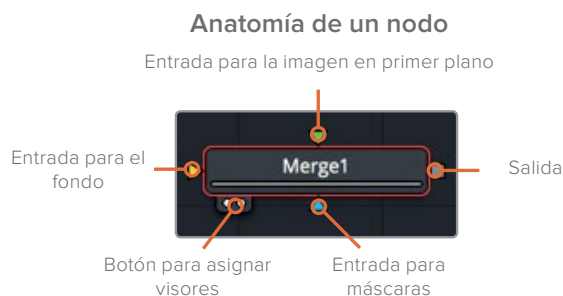 Anatomía de un nodo
Entrada para la imagen en primer plano
Entrada para el
fondo
Merge1
Salida
Botón para asignar
visores
Entrada para
máscaras